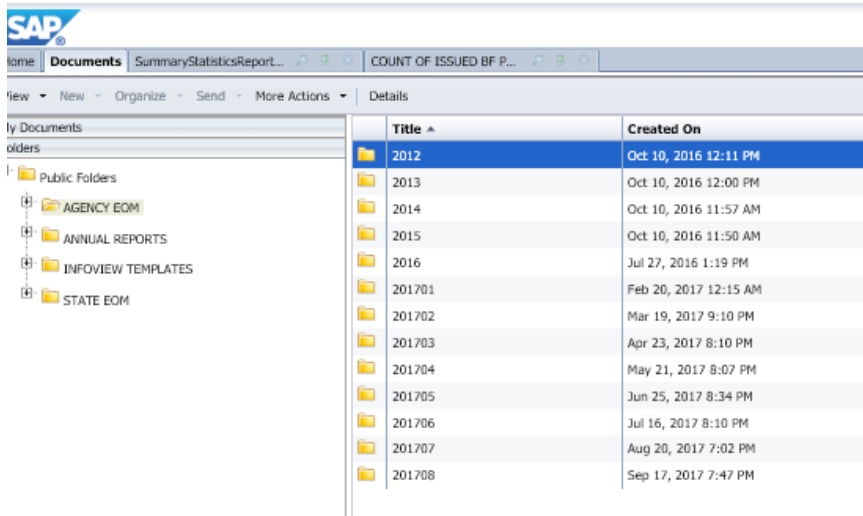 SAP
Home Documents SummaryStatisticsReport... COUNT OF ISSUED BF P...
View New Organize Send More Actions Details
My Documents
Folders
Public Folders
AGENCY EOM
ANNUAL REPORTS
INFOVIEW TEMPLATES
STATE EOM
Title Created On
2012 Oct 10, 2016 12:11 PM
2013 Oct 10, 2016 12:00 PM
2014 Oct 10, 2016 11:57 AM
2015 Oct 10, 2016 11:50 AM
2016 Jul 27, 2016 1:19 PM
201701 Feb 20, 2017 12:15 AM
201702 Mar 19, 2017 9:10 PM
201703 Apr 23, 2017 8:10 PM
201704 May 21, 2017 8:07 PM
201705 Jun 25, 2017 8:34 PM
201706 Jul 16, 2017 8:10 PM
201707 Aug 20, 2017 7:02 PM
201708 Sep 17, 2017 7:47 PM